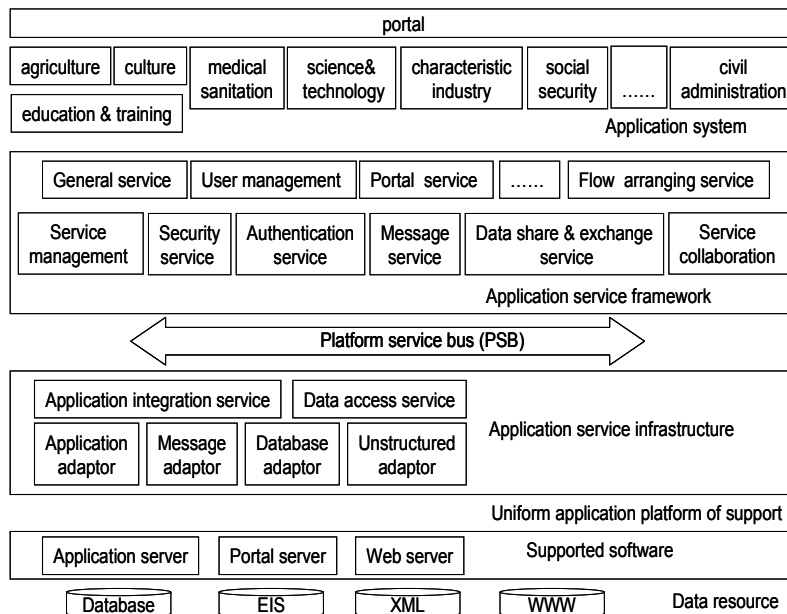 portal
agriculture
culture
medical
sanitation
science&
technology
characteristic
industry
social
security
......
civil
administration
education & training
Application system
General service
User management
Portal service
......
Flow arranging service
Service
management
Security
service
Authentication
service
Message
service
Data share & exchange
service
Service
collaboration
Application service framework
Platform service bus (PSB)
Application integration service
Data access service
Application service infrastructure
Application
adaptor
Message
adaptor
Database
adaptor
Unstructured
adaptor
Uniform application platform of support
Application server
Portal server
Web server
Supported software
Database
EIS
XML
WWW
Data resource